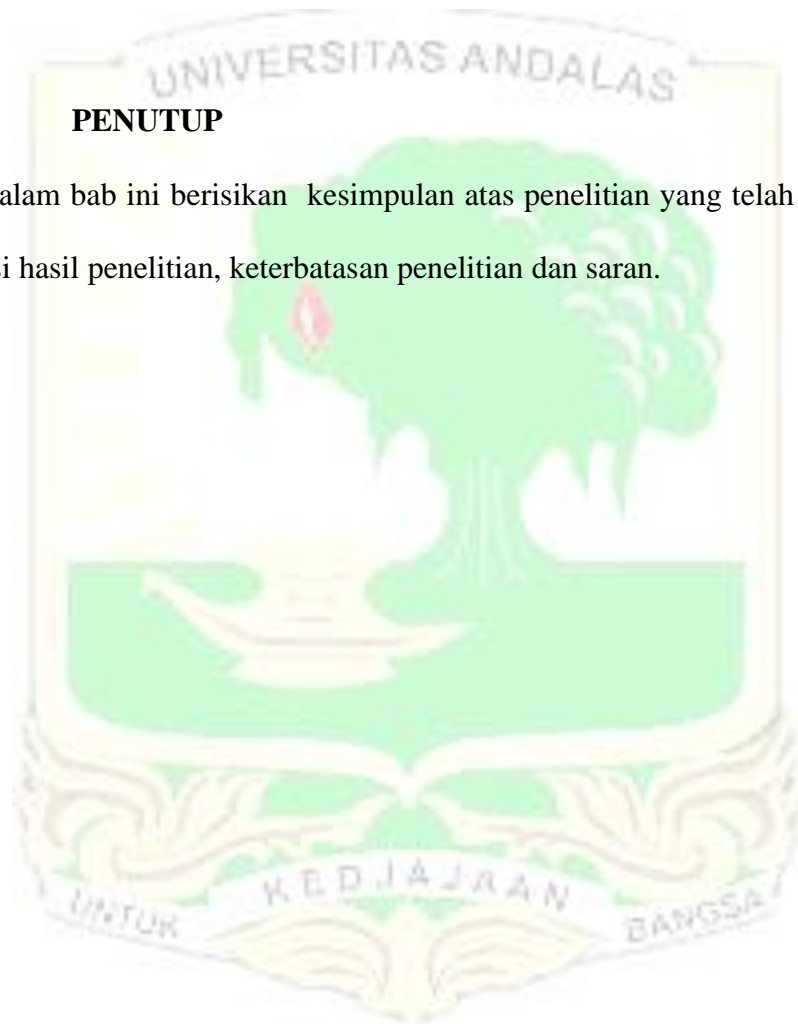 UNIVERSITAS ANDALAS
PENUTUP
alam bab ini berisikan kesimpulan atas penelitian yang telah
i hasil penelitian, keterbatasan penelitian dan saran.
UNTUK KEDJAJAAN BANGSA